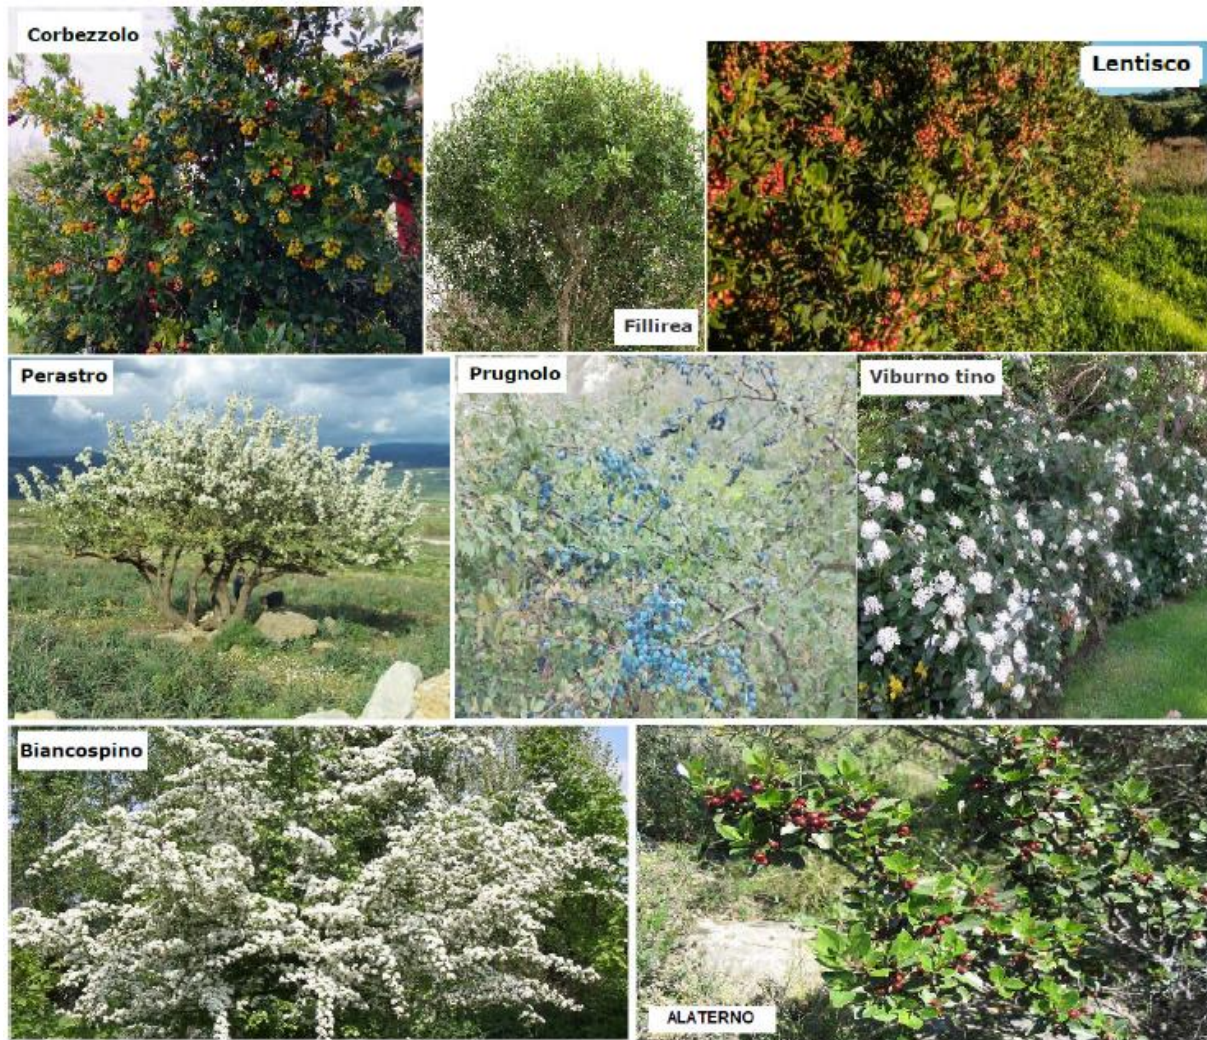 Corbezzolo
Fillirea
Lentisco
Perastro
Prugnolo
Viburno tino
Biancospino
ALATERNO